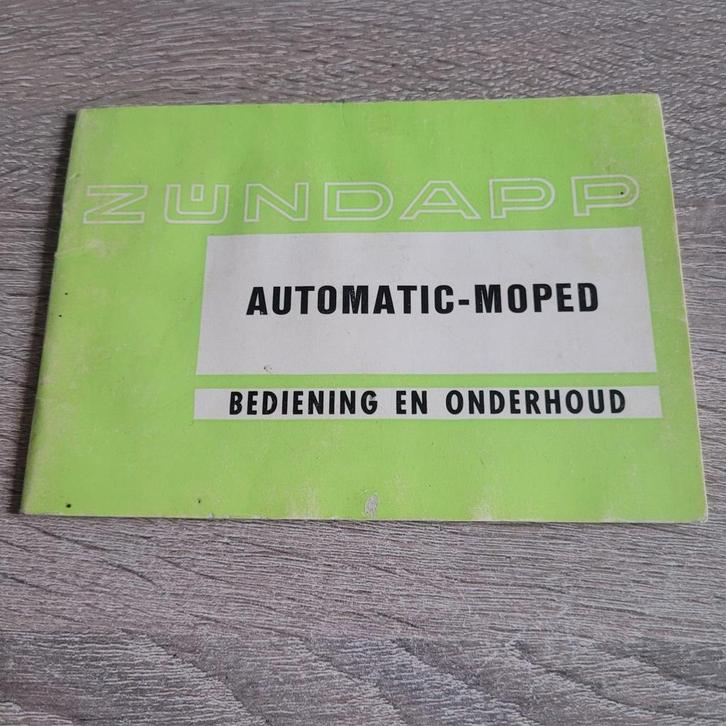 ZÜNDAPP
AUTOMATIC-MOPED
BEDIENING EN ONDERHOUD